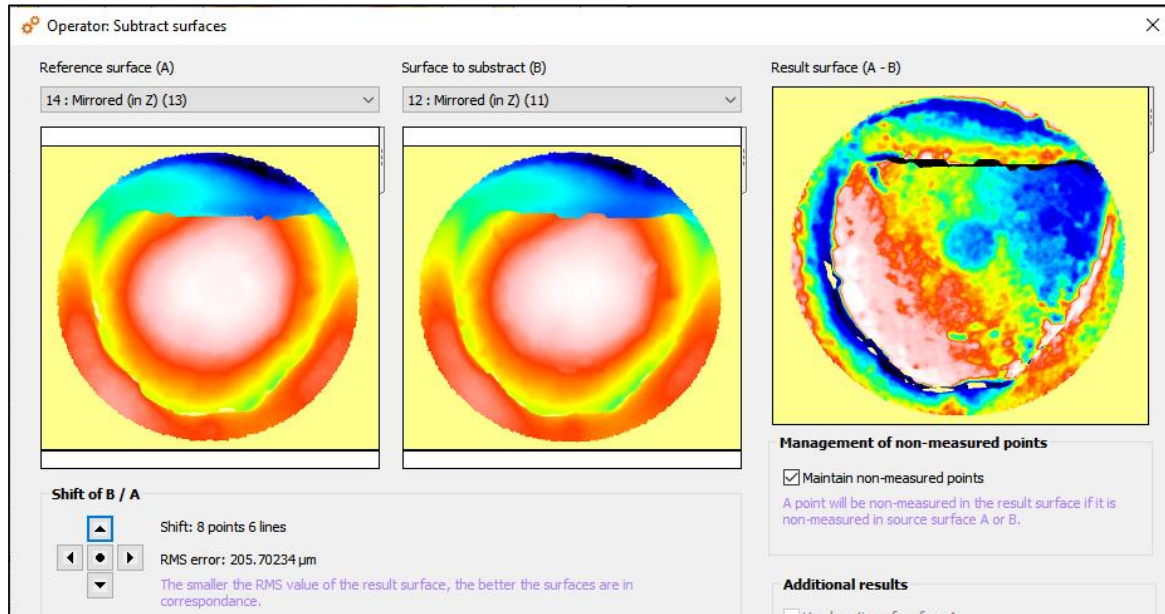 Operator: Subtract surfaces
Reference surface (A)
Surface to substract (B)
Result surface (A - B)
14 : Mirrored (in Z) (13)
12 : Mirrored (in Z) (11)
Management of non-measured points
Maintain non-measured points
A point will be non-measured in the result surface if it is
non-measured in source surface A or B.
Shift of B / A
Shift: 8 points 6 lines
RMS error: 205.70234 µm
The smaller the RMS value of the result surface, the better the surfaces are in
correspondance.
Additional results